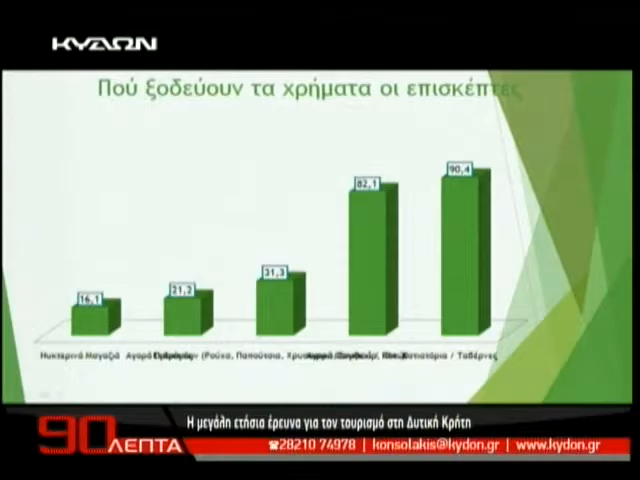 ΚΥΔΩΝ
Πού ξοδεύουν τα χρήματα οι επισκέπτες
16,1
21,2
31,3
82,1
90,4
Νυκτερινά Μαγαζιά Αγορά (Ρούχα, Παπούτσια, Εστιατόρια / Ταβέρνες
Η μεγάλη ετήσια έρευνα για τον τουρισμό στη Δυτική Κρήτη
90 ΛΕΠΤΑ
☎28210 74978 | konsolakis@kydon.gr | www.kydon.gr